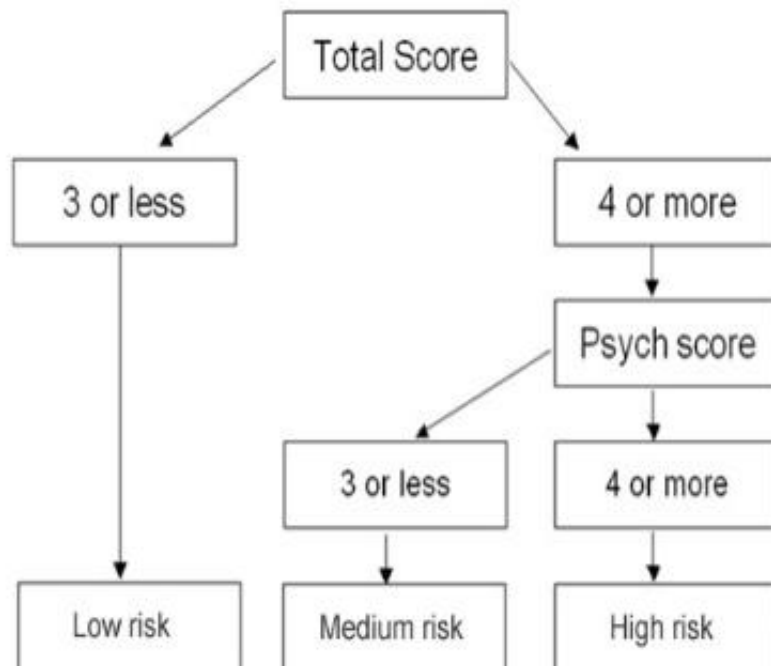 Total Score
3 or less
4 or more
Psych score
3 or less
4 or more
Low risk
Medium risk
High risk